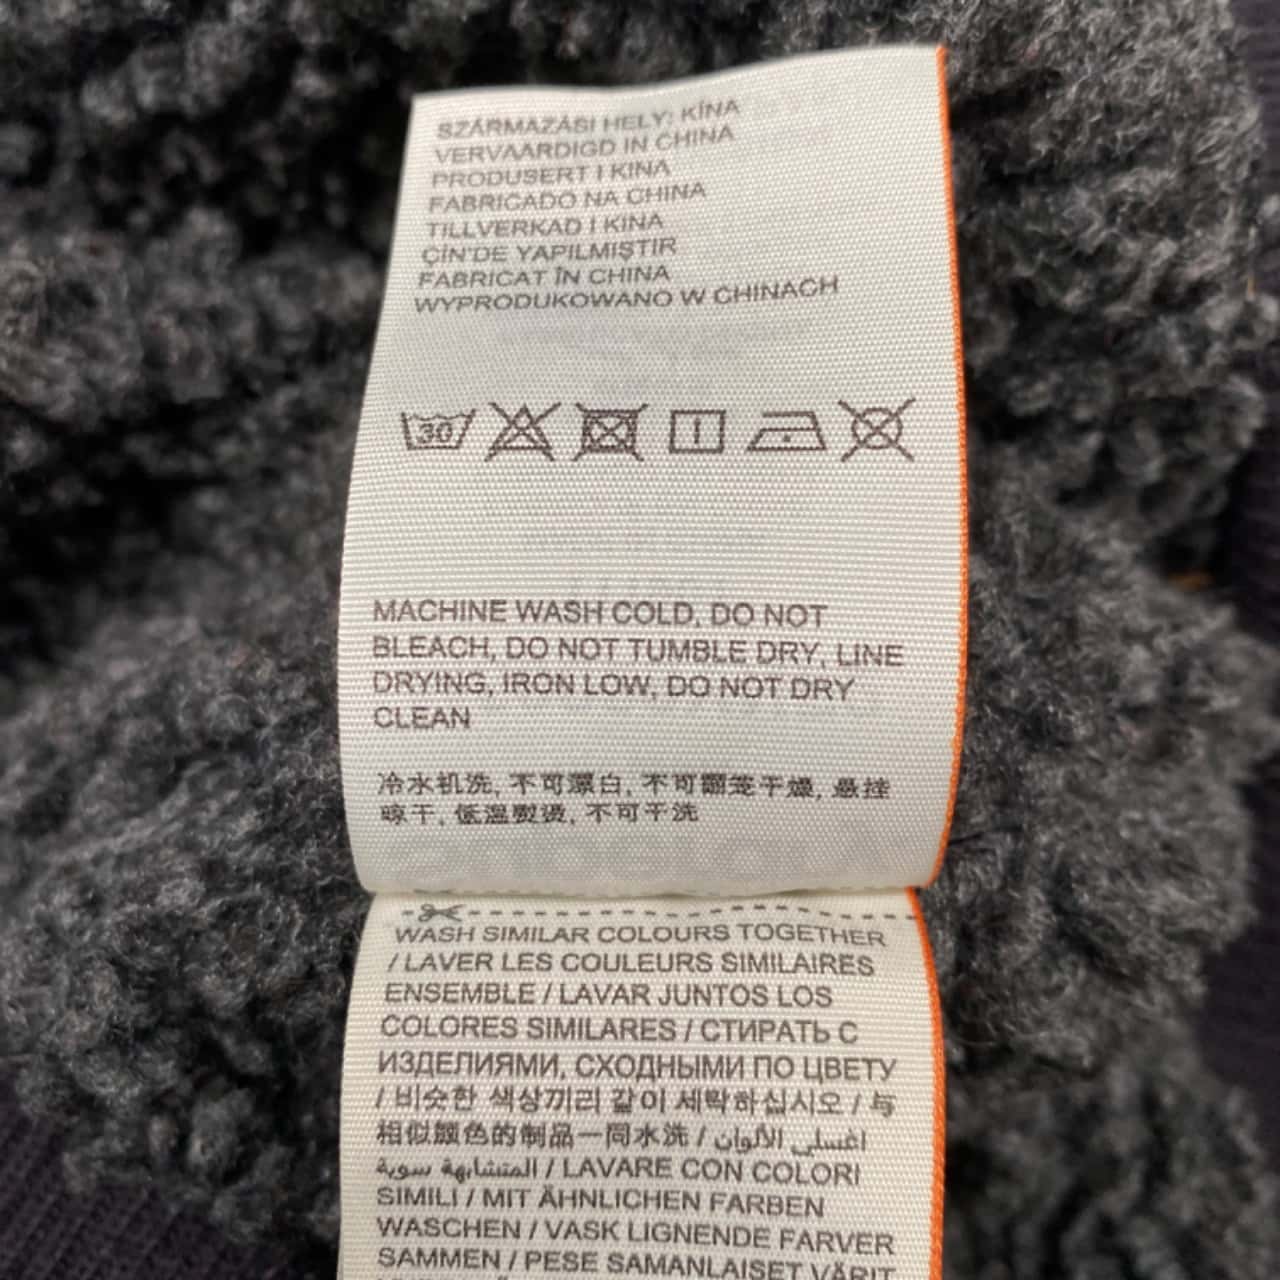 SZÁRMAZÁSI HELY: KÍNA
VERVAARDIGD IN CHINA
PRODUSERT I KINA
FABRICADO NA CHINA
TILLVERKAD I KINA
ÇİN'DE YAPILMIŞTIR
FABRICAT ÎN CHINA
WYPRODUKOWANO W CHINACH
30
MACHINE WASH COLD, DO NOT
BLEACH, DO NOT TUMBLE DRY, LINE
DRYING, IRON LOW, DO NOT DRY
CLEAN
冷水机洗, 不可漂白, 不可翻笼干燥, 悬挂
晾干, 低温熨烫, 不可干洗
WASH SIMILAR COLOURS TOGETHER
/ LAVER LES COULEURS SIMILAIRES
ENSEMBLE / LAVAR JUNTOS LOS
COLORES SIMILARES / СТИРАТЬ С
ИЗДЕЛИЯМИ, СХОДНЫМИ ПО ЦВЕТУ
/ 비슷한 색상끼리 같이 세탁하십시오 / 与
相似颜色的制品一同水洗 / اغسلي الألوان
المتشابهة سوية / LAVARE CON COLORI
SIMILI / MIT ÄHNLICHEN FARBEN
WASCHEN / VASK LIGNENDE FARVER
SAMMEN / PESE SAMANLAISET VÄRIT